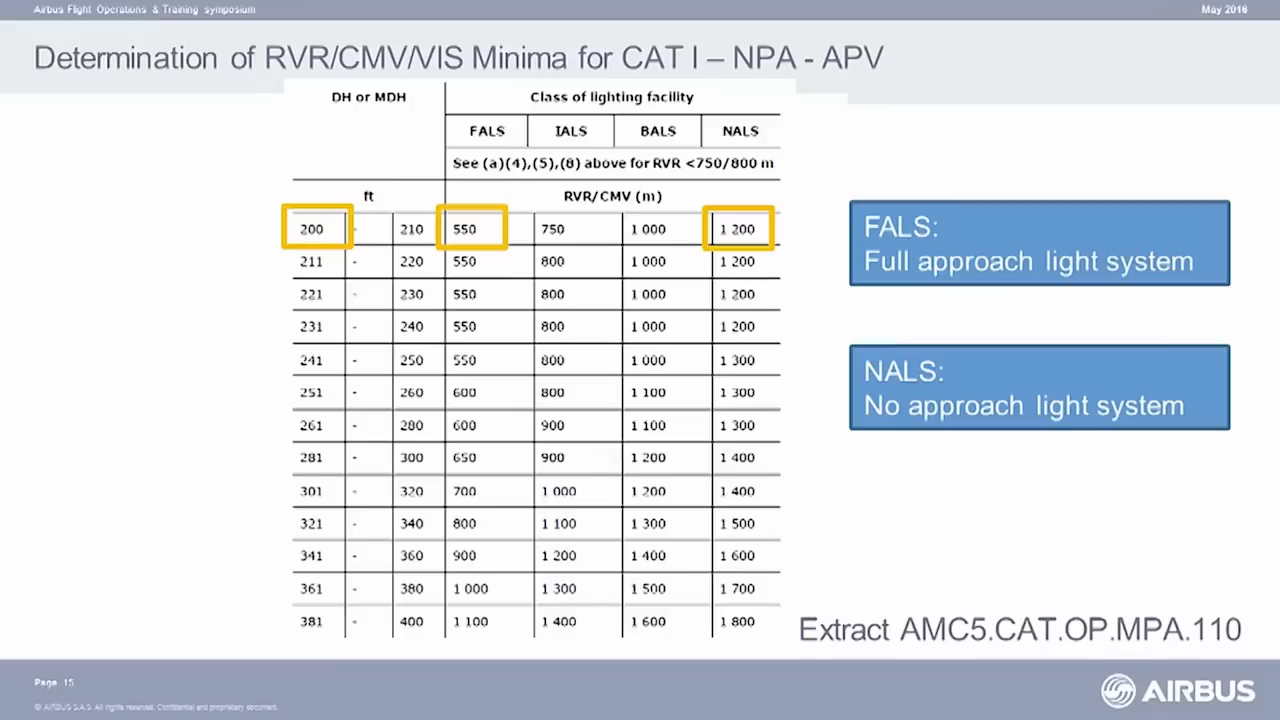 Airbus Flight Operations & Training symposium
May 2016
Determination of RVR/CMV/VIS Minima for CAT I – NPA - APV
DH or MDH Class of lighting facility
FALS IALS BALS NALS
See (a)(4),(5),(8) above for RVR <750/800 m
ft RVR/CMV (m)
200 - 210 550 750 1 000 1 200
211 - 220 550 800 1 000 1 200
221 - 230 550 800 1 000 1 200
231 - 240 550 800 1 000 1 200
241 - 250 550 800 1 000 1 300
251 - 260 600 800 1 100 1 300
261 - 280 600 900 1 100 1 300
281 - 300 650 900 1 200 1 400
301 - 320 700 1 000 1 200 1 400
321 - 340 800 1 100 1 300 1 500
341 - 360 900 1 200 1 400 1 600
361 - 380 1 000 1 300 1 500 1 700
381 - 400 1 100 1 400 1 600 1 800
FALS:
Full approach light system
NALS:
No approach light system
Extract AMC5.CAT.OP.MPA.110
Page 15
© AIRBUS S.A.S. All rights reserved. Confidential and proprietary document.
AIRBUS